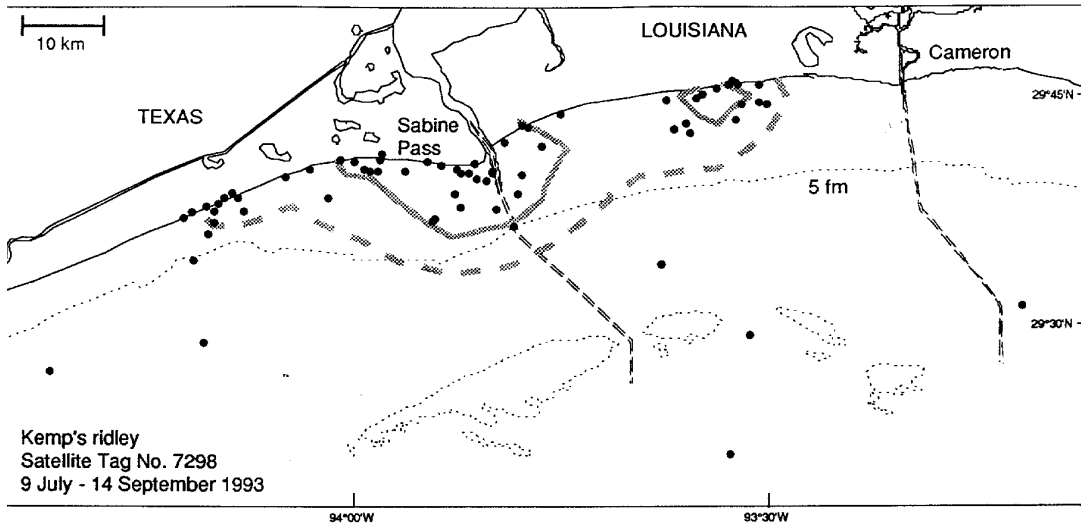 10 km
LOUISIANA
Cameron
TEXAS
29°45'N
Sabine
Pass
5 fm
29°30'N
Kemp's ridley
Satellite Tag No. 7298
9 July - 14 September 1993
94°00'W
93°30'W